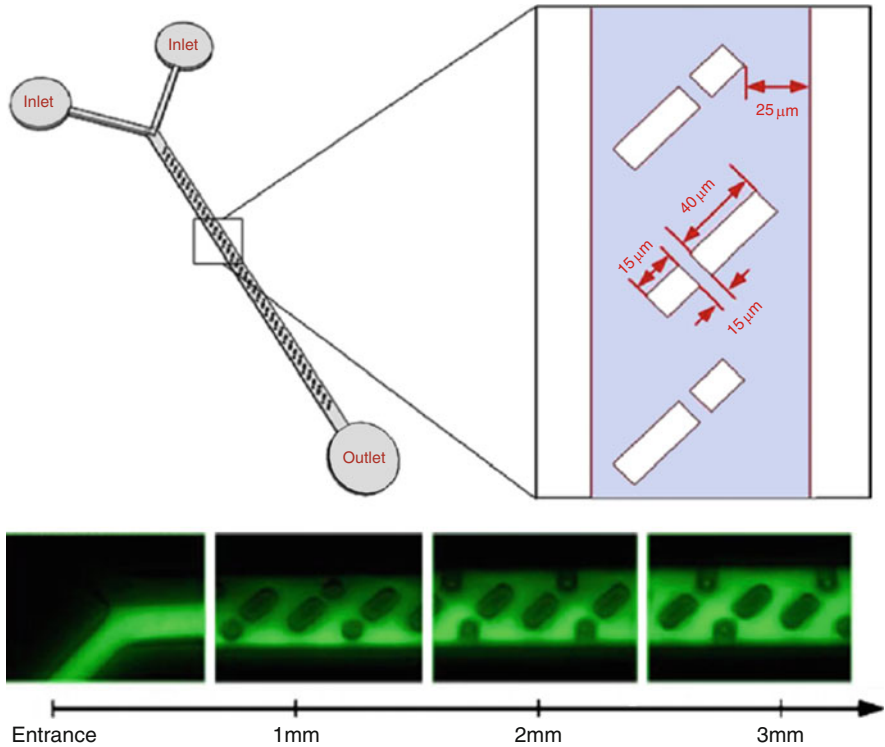 Inlet
Inlet
Outlet
25 μm
40 μm
15 μm
15 μm
Entrance
1mm
2mm
3mm